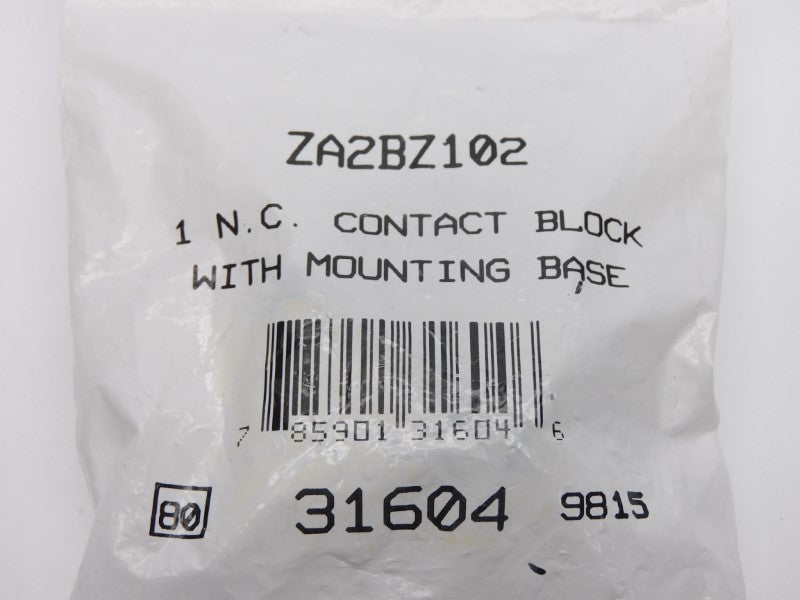 ZA2BZ102
1 N.C. CONTACT BLOCK
WITH MOUNTING BASE
7 85901 31604 6
80 31604 9815